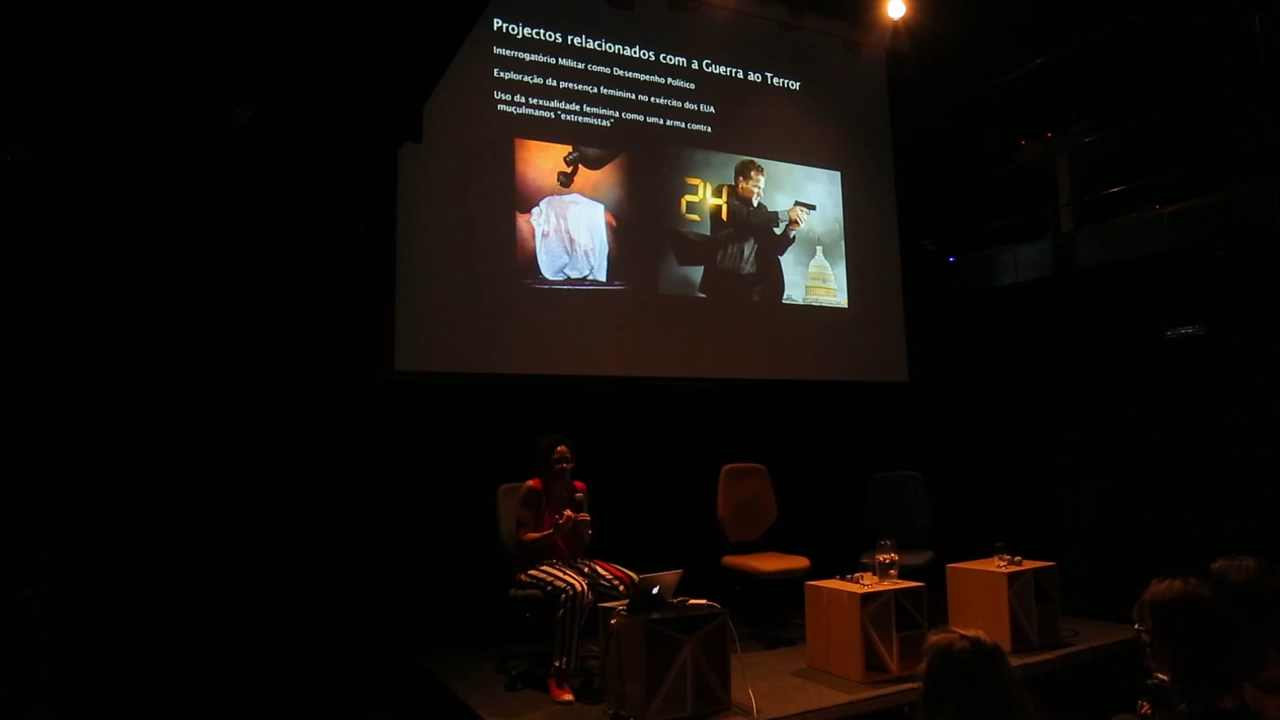 Projectos relacionados com a Guerra ao Terror
Interrogatório Militar como Desempenho Político
Exploração da presença feminina no exército dos EUA
Uso da sexualidade feminina como uma arma contra
muçulmanos "extremistas"
24